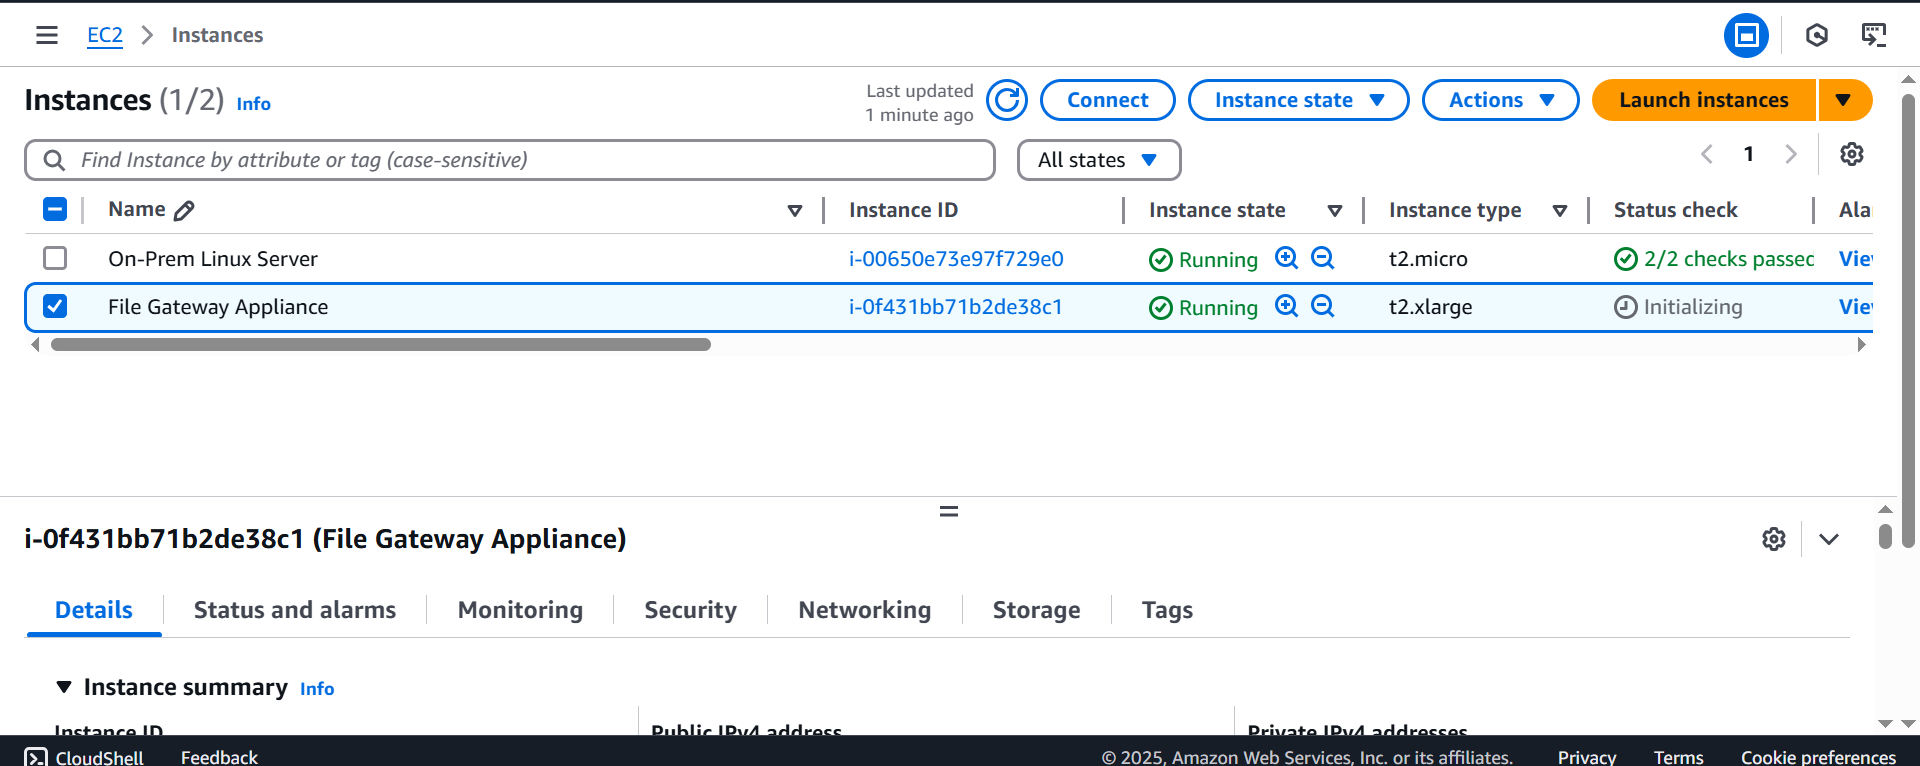 EC2 Instances
Instances (1/2) Info
Last updated
1 minute ago
Connect
Instance state
Actions
Launch instances
Find Instance by attribute or tag (case-sensitive)
All states
1
Name Instance ID Instance state Instance type Status check Ala
On-Prem Linux Server i-00650e73e97f729e0 Running t2.micro 2/2 checks passed Vie
File Gateway Appliance i-0f431bb71b2de38c1 Running t2.xlarge Initializing Vie
i-0f431bb71b2de38c1 (File Gateway Appliance)
Details Status and alarms Monitoring Security Networking Storage Tags
Instance summary Info
Instance ID Public IPv4 address Private IPv4 addresses
CloudShell Feedback © 2025, Amazon Web Services, Inc. or its affiliates. Privacy Terms Cookie preferences